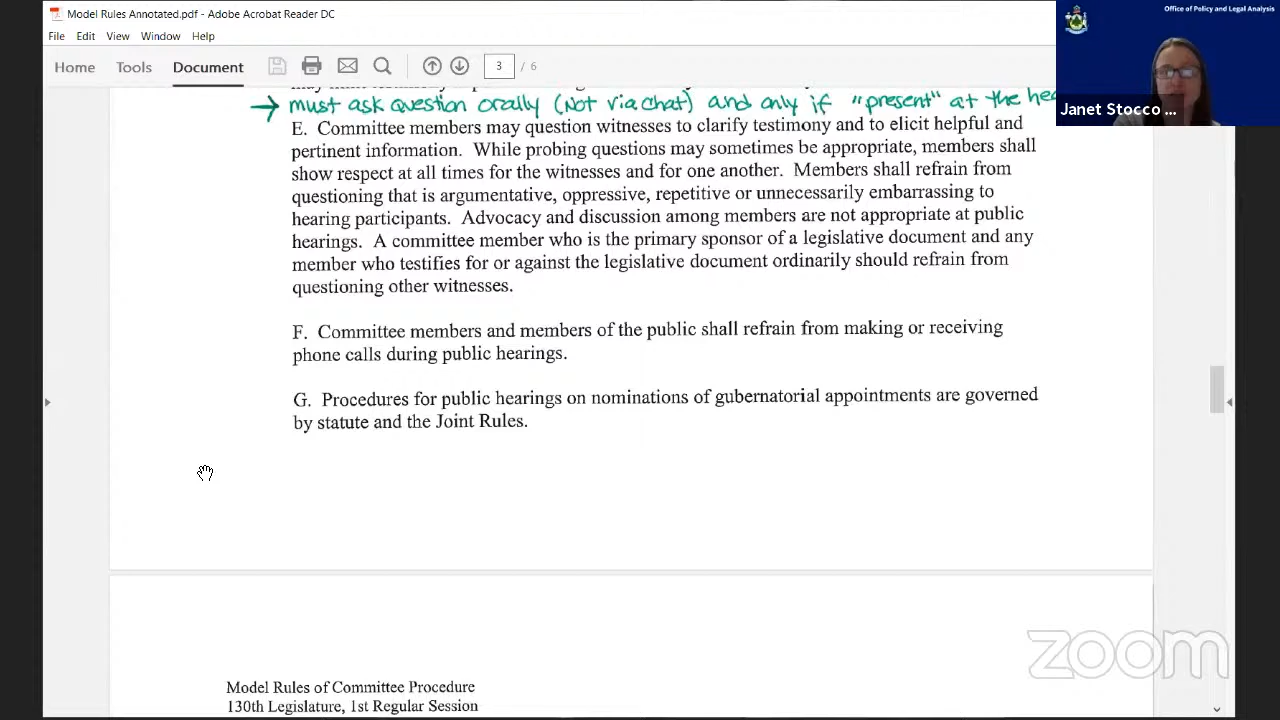 Model Rules Annotated.pdf - Adobe Acrobat Reader DC
Office of Policy and Legal Analysis
File Edit View Window Help
Home Tools Document 3 / 6
→ must ask question orally (Not via chat) and only if "present" at the hea
Janet Stocco ...
E. Committee members may question witnesses to clarify testimony and to elicit helpful and
pertinent information. While probing questions may sometimes be appropriate, members shall
show respect at all times for the witnesses and for one another. Members shall refrain from
questioning that is argumentative, oppressive, repetitive or unnecessarily embarrassing to
hearing participants. Advocacy and discussion among members are not appropriate at public
hearings. A committee member who is the primary sponsor of a legislative document and any
member who testifies for or against the legislative document ordinarily should refrain from
questioning other witnesses.
F. Committee members and members of the public shall refrain from making or receiving
phone calls during public hearings.
G. Procedures for public hearings on nominations of gubernatorial appointments are governed
by statute and the Joint Rules.
zoom
Model Rules of Committee Procedure
130th Legislature, 1st Regular Session